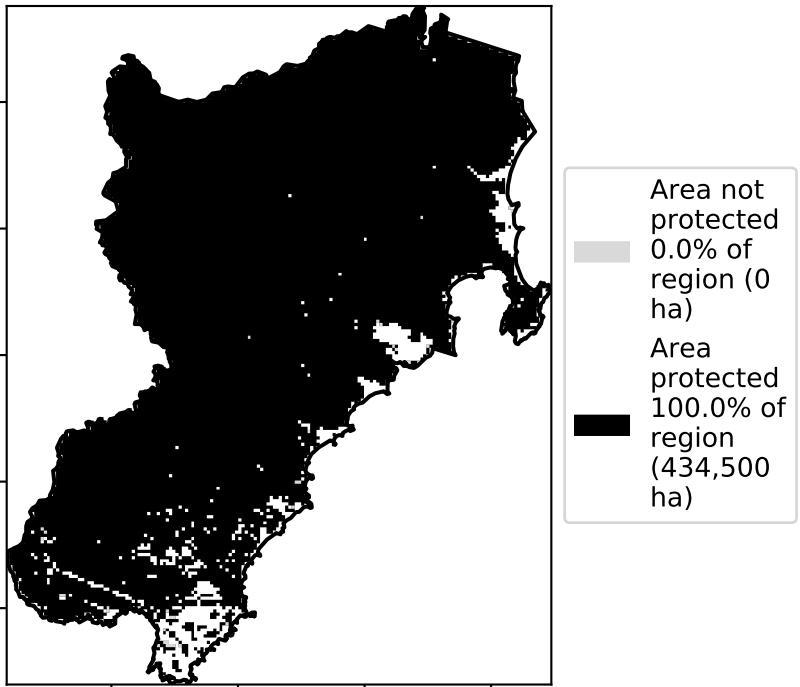 Area not
protected
0.0% of
region (0
ha)
Area
protected
100.0% of
region
(434,500
ha)